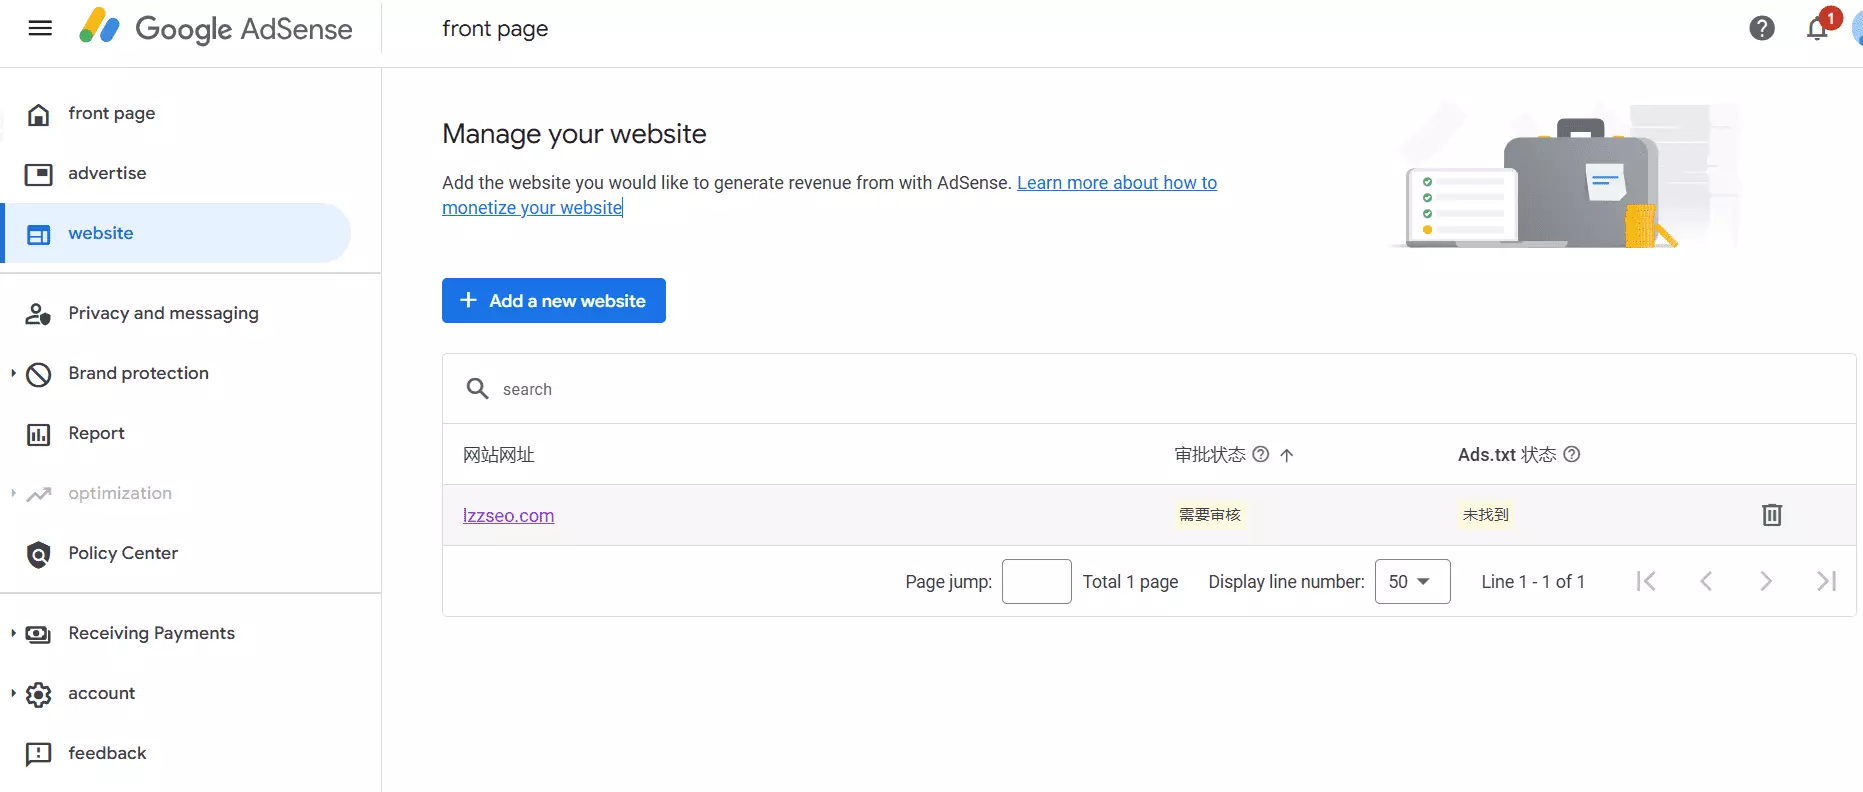 Google AdSense
front page
1
front page
advertise
website
Privacy and messaging
Brand protection
Report
optimization
Policy Center
Receiving Payments
account
feedback
Manage your website
Add the website you would like to generate revenue from with AdSense. Learn more about how to
monetize your website
Add a new website
search
网站网址 审批状态 Ads.txt 状态
lzzseo.com 需要审核 未找到
Page jump: Total 1 page Display line number: 50 Line 1 - 1 of 1